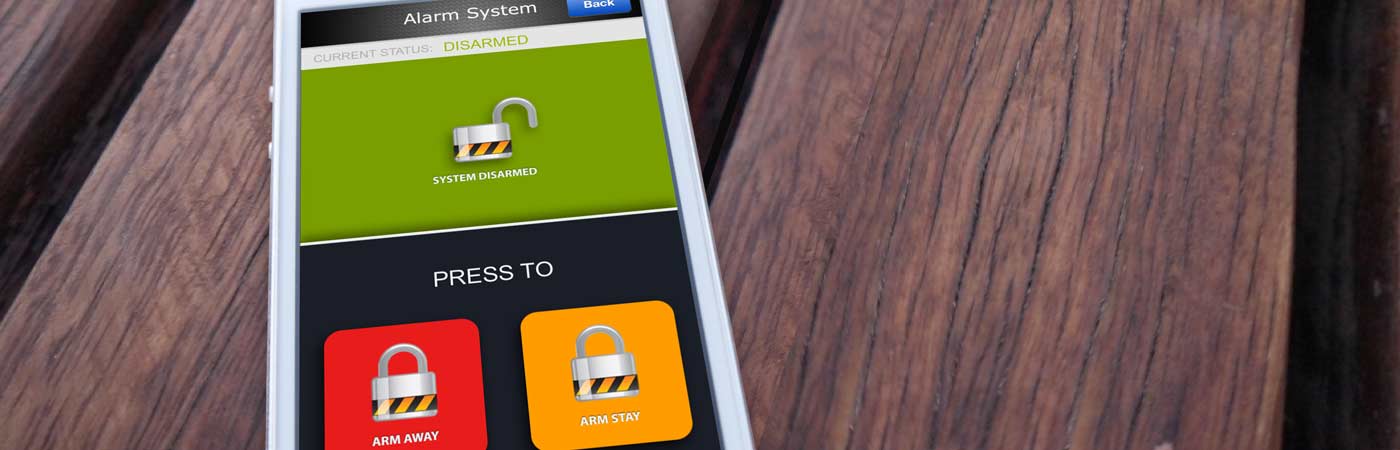 Alarm System
Back
CURRENT STATUS: DISARMED
SYSTEM DISARMED
PRESS TO
ARM AWAY
ARM STAY